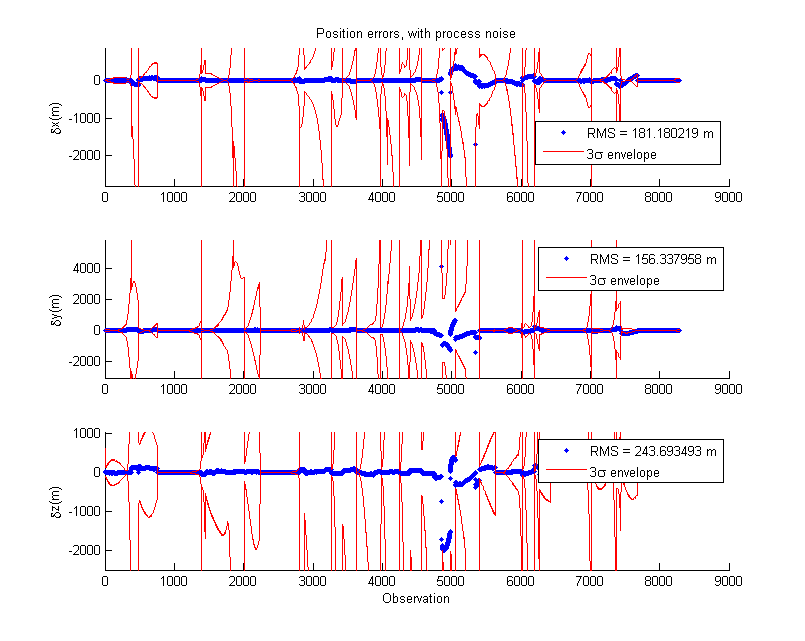 Position errors, with process noise
0
-1000
-2000
δx(m)
RMS = 181.180219 m
3σ envelope
0 1000 2000 3000 4000 5000 6000 7000 8000 9000
4000
2000
0
-2000
δy(m)
RMS = 156.337958 m
3σ envelope
0 1000 2000 3000 4000 5000 6000 7000 8000 9000
1000
0
-1000
-2000
δz(m)
RMS = 243.693493 m
3σ envelope
0 1000 2000 3000 4000 5000 6000 7000 8000 9000
Observation